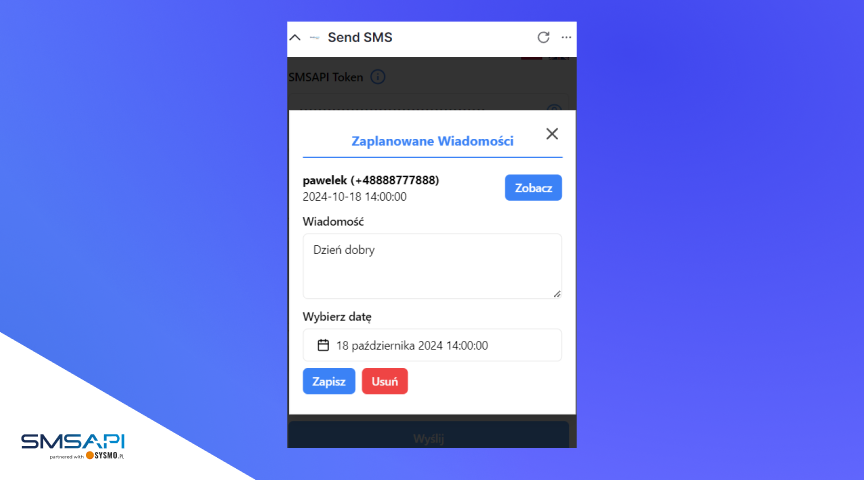 Send SMS
SMSAPI Token
Zaplanowane Wiadomości
pawelek (+48888777888)
2024-10-18 14:00:00
Zobacz
Wiadomość
Dzień dobry
Wybierz datę
18 października 2024 14:00:00
Zapisz
Usuń
Wyślij
SMSAPI
partnered with SYSMO.PL